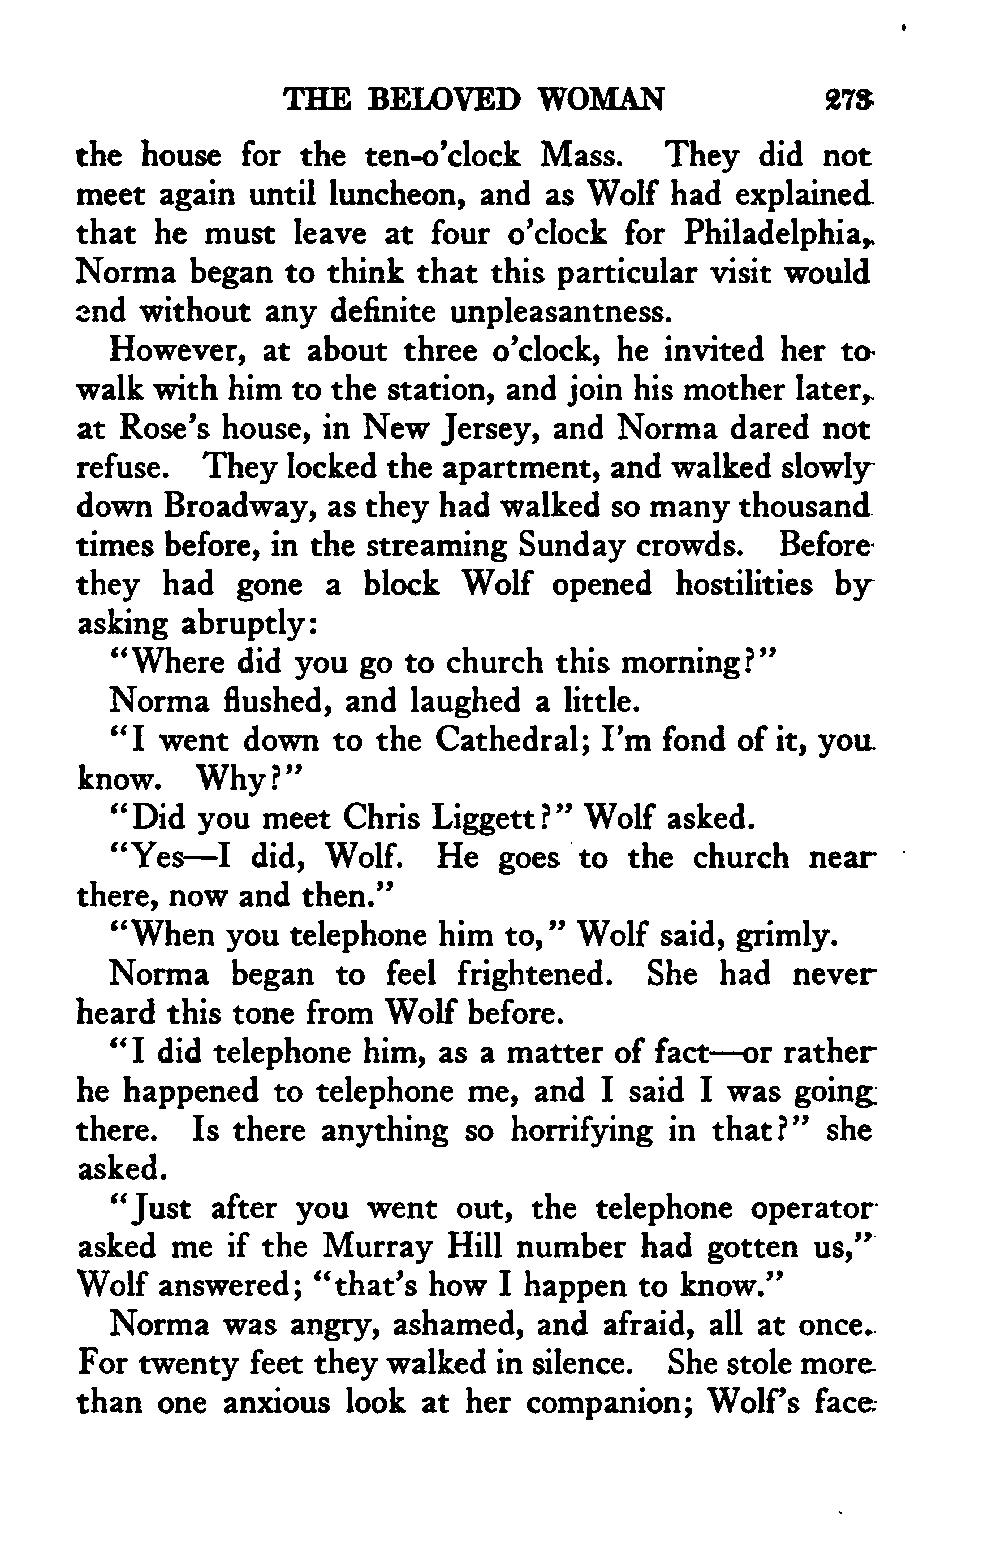 THE BELOVED WOMAN 273
the house for the ten-o'clock Mass. They did not
meet again until luncheon, and as Wolf had explained
that he must leave at four o'clock for Philadelphia,
Norma began to think that this particular visit would
end without any definite unpleasantness.
However, at about three o'clock, he invited her to
walk with him to the station, and join his mother later,
at Rose's house, in New Jersey, and Norma dared not
refuse. They locked the apartment, and walked slowly
down Broadway, as they had walked so many thousand
times before, in the streaming Sunday crowds. Before
they had gone a block Wolf opened hostilities by
asking abruptly:
"Where did you go to church this morning?"
Norma flushed, and laughed a little.
"I went down to the Cathedral; I'm fond of it, you
know. Why?"
"Did you meet Chris Liggett?" Wolf asked.
"Yes—I did, Wolf. He goes to the church near
there, now and then."
"When you telephone him to," Wolf said, grimly.
Norma began to feel frightened. She had never
heard this tone from Wolf before.
"I did telephone him, as a matter of fact—or rather
he happened to telephone me, and I said I was going
there. Is there anything so horrifying in that?" she
asked.
"Just after you went out, the telephone operator
asked me if the Murray Hill number had gotten us,"
Wolf answered; "that's how I happen to know."
Norma was angry, ashamed, and afraid, all at once.
For twenty feet they walked in silence. She stole more
than one anxious look at her companion; Wolf's face